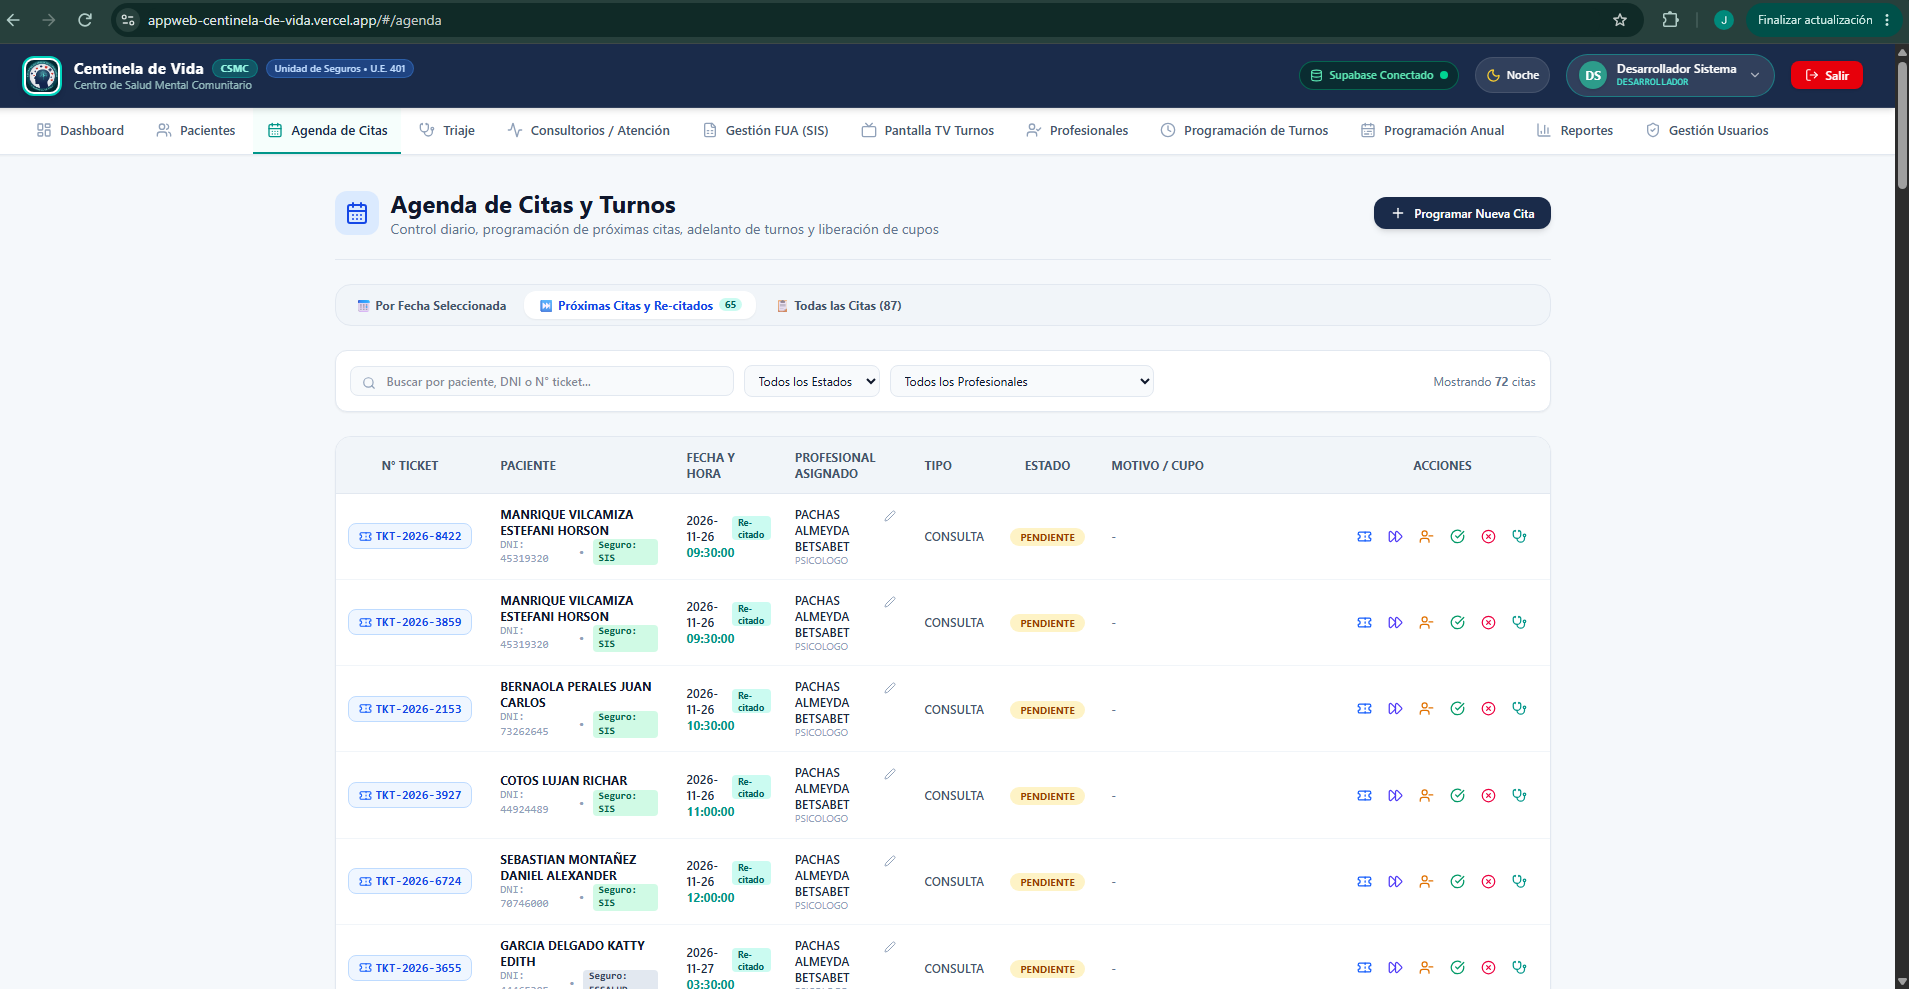 appweb-centinela-de-vida.vercel.app/#/agenda
J
Finalizar actualización
Centinela de Vida
CSMC
Unidad de Seguros • U.E. 401
Centro de Salud Mental Comunitario
Supabase Conectado
Noche
DS
Desarrollador Sistema
DESARROLLADOR
Salir
Dashboard
Pacientes
Agenda de Citas
Triaje
Consultorios / Atención
Gestión FUA (SIS)
Pantalla TV Turnos
Profesionales
Programación de Turnos
Programación Anual
Reportes
Gestión Usuarios
Agenda de Citas y Turnos
Control diario, programación de próximas citas, adelanto de turnos y liberación de cupos
Programar Nueva Cita
Por Fecha Seleccionada
Próximas Citas y Re-citados 65
Todas las Citas (87)
Buscar por paciente, DNI o N° ticket...
Todos los Estados
Todos los Profesionales
Mostrando 72 citas
N° TICKET
PACIENTE
FECHA Y
HORA
PROFESIONAL
ASIGNADO
TIPO
ESTADO
MOTIVO / CUPO
ACCIONES
TKT-2026-8422
MANRIQUE VILCAMIZA
ESTEFANI HORSON
DNI:
45319320
•
Seguro:
SIS
2026-
11-26
09:30:00
Re-
citado
PACHAS
ALMEYDA
BETSABET
PSICOLOGO
CONSULTA
PENDIENTE
-
TKT-2026-3859
MANRIQUE VILCAMIZA
ESTEFANI HORSON
DNI:
45319320
•
Seguro:
SIS
2026-
11-26
09:30:00
Re-
citado
PACHAS
ALMEYDA
BETSABET
PSICOLOGO
CONSULTA
PENDIENTE
-
TKT-2026-2153
BERNAOLA PERALES JUAN
CARLOS
DNI:
73262645
•
Seguro:
SIS
2026-
11-26
10:30:00
Re-
citado
PACHAS
ALMEYDA
BETSABET
PSICOLOGO
CONSULTA
PENDIENTE
-
TKT-2026-3927
COTOS LUJAN RICHAR
DNI:
44924489
•
Seguro:
SIS
2026-
11-26
11:00:00
Re-
citado
PACHAS
ALMEYDA
BETSABET
PSICOLOGO
CONSULTA
PENDIENTE
-
TKT-2026-6724
SEBASTIAN MONTAÑEZ
DANIEL ALEXANDER
DNI:
70746000
•
Seguro:
SIS
2026-
11-26
12:00:00
Re-
citado
PACHAS
ALMEYDA
BETSABET
PSICOLOGO
CONSULTA
PENDIENTE
-
TKT-2026-3655
GARCIA DELGADO KATTY
EDITH
DNI:
•
Seguro:
2026-
11-27
03:30:00
Re-
citado
PACHAS
ALMEYDA
BETSABET
CONSULTA
PENDIENTE
-